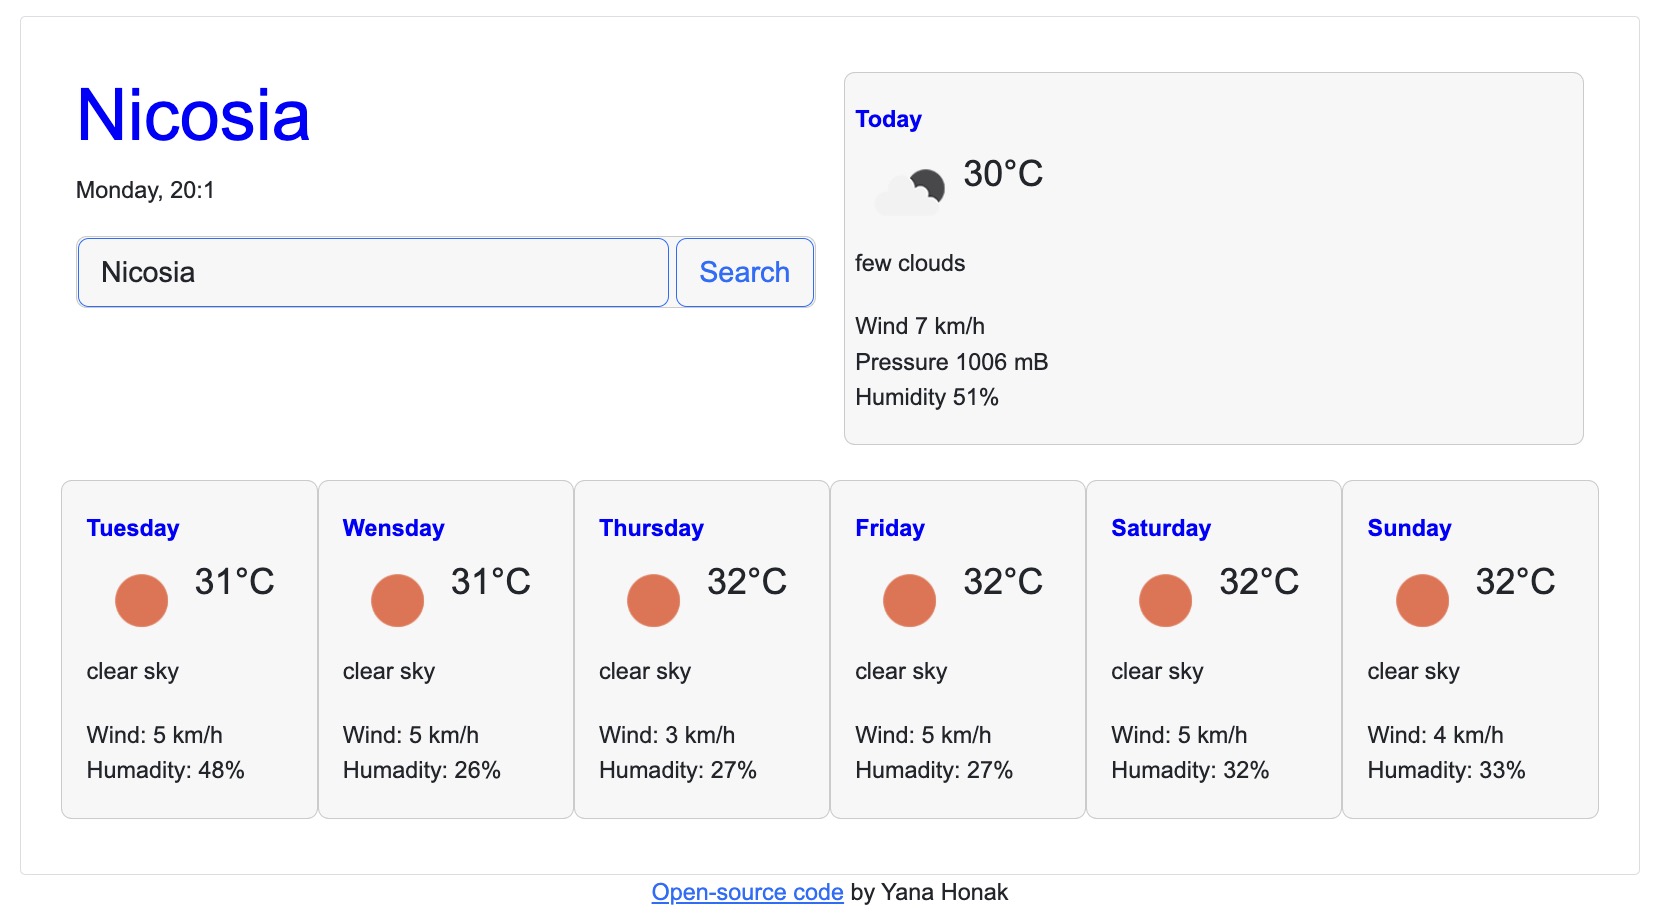 Nicosia
Monday, 20:1
Nicosia
Search
Today
30°C
few clouds
Wind 7 km/h
Pressure 1006 mB
Humidity 51%
Tuesday
31°C
clear sky
Wind: 5 km/h
Humadity: 48%
Wensday
31°C
clear sky
Wind: 5 km/h
Humadity: 26%
Thursday
32°C
clear sky
Wind: 3 km/h
Humadity: 27%
Friday
32°C
clear sky
Wind: 5 km/h
Humadity: 27%
Saturday
32°C
clear sky
Wind: 5 km/h
Humadity: 32%
Sunday
32°C
clear sky
Wind: 4 km/h
Humadity: 33%
Open-source code by Yana Honak